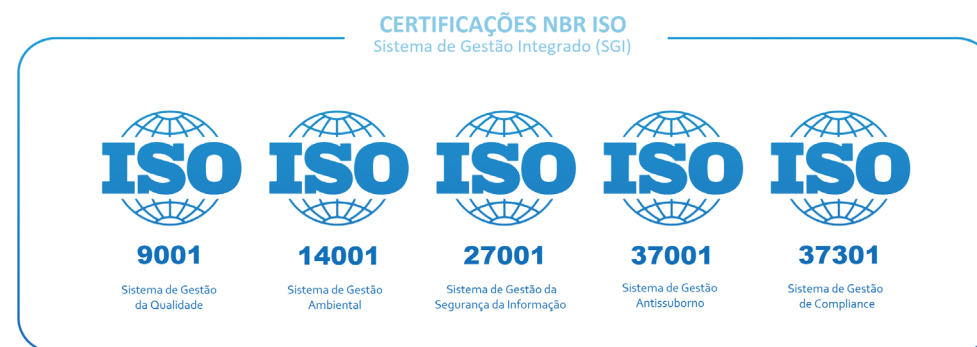 CERTIFICAÇÕES NBR ISO
Sistema de Gestão Integrado (SGI)
ISO ISO ISO ISO ISO
9001 14001 27001 37001 37301
Sistema de Gestão
da Qualidade
Sistema de Gestão
Ambiental
Sistema de Gestão da
Segurança da Informação
Sistema de Gestão
Antissuborno
Sistema de Gestão
de Compliance